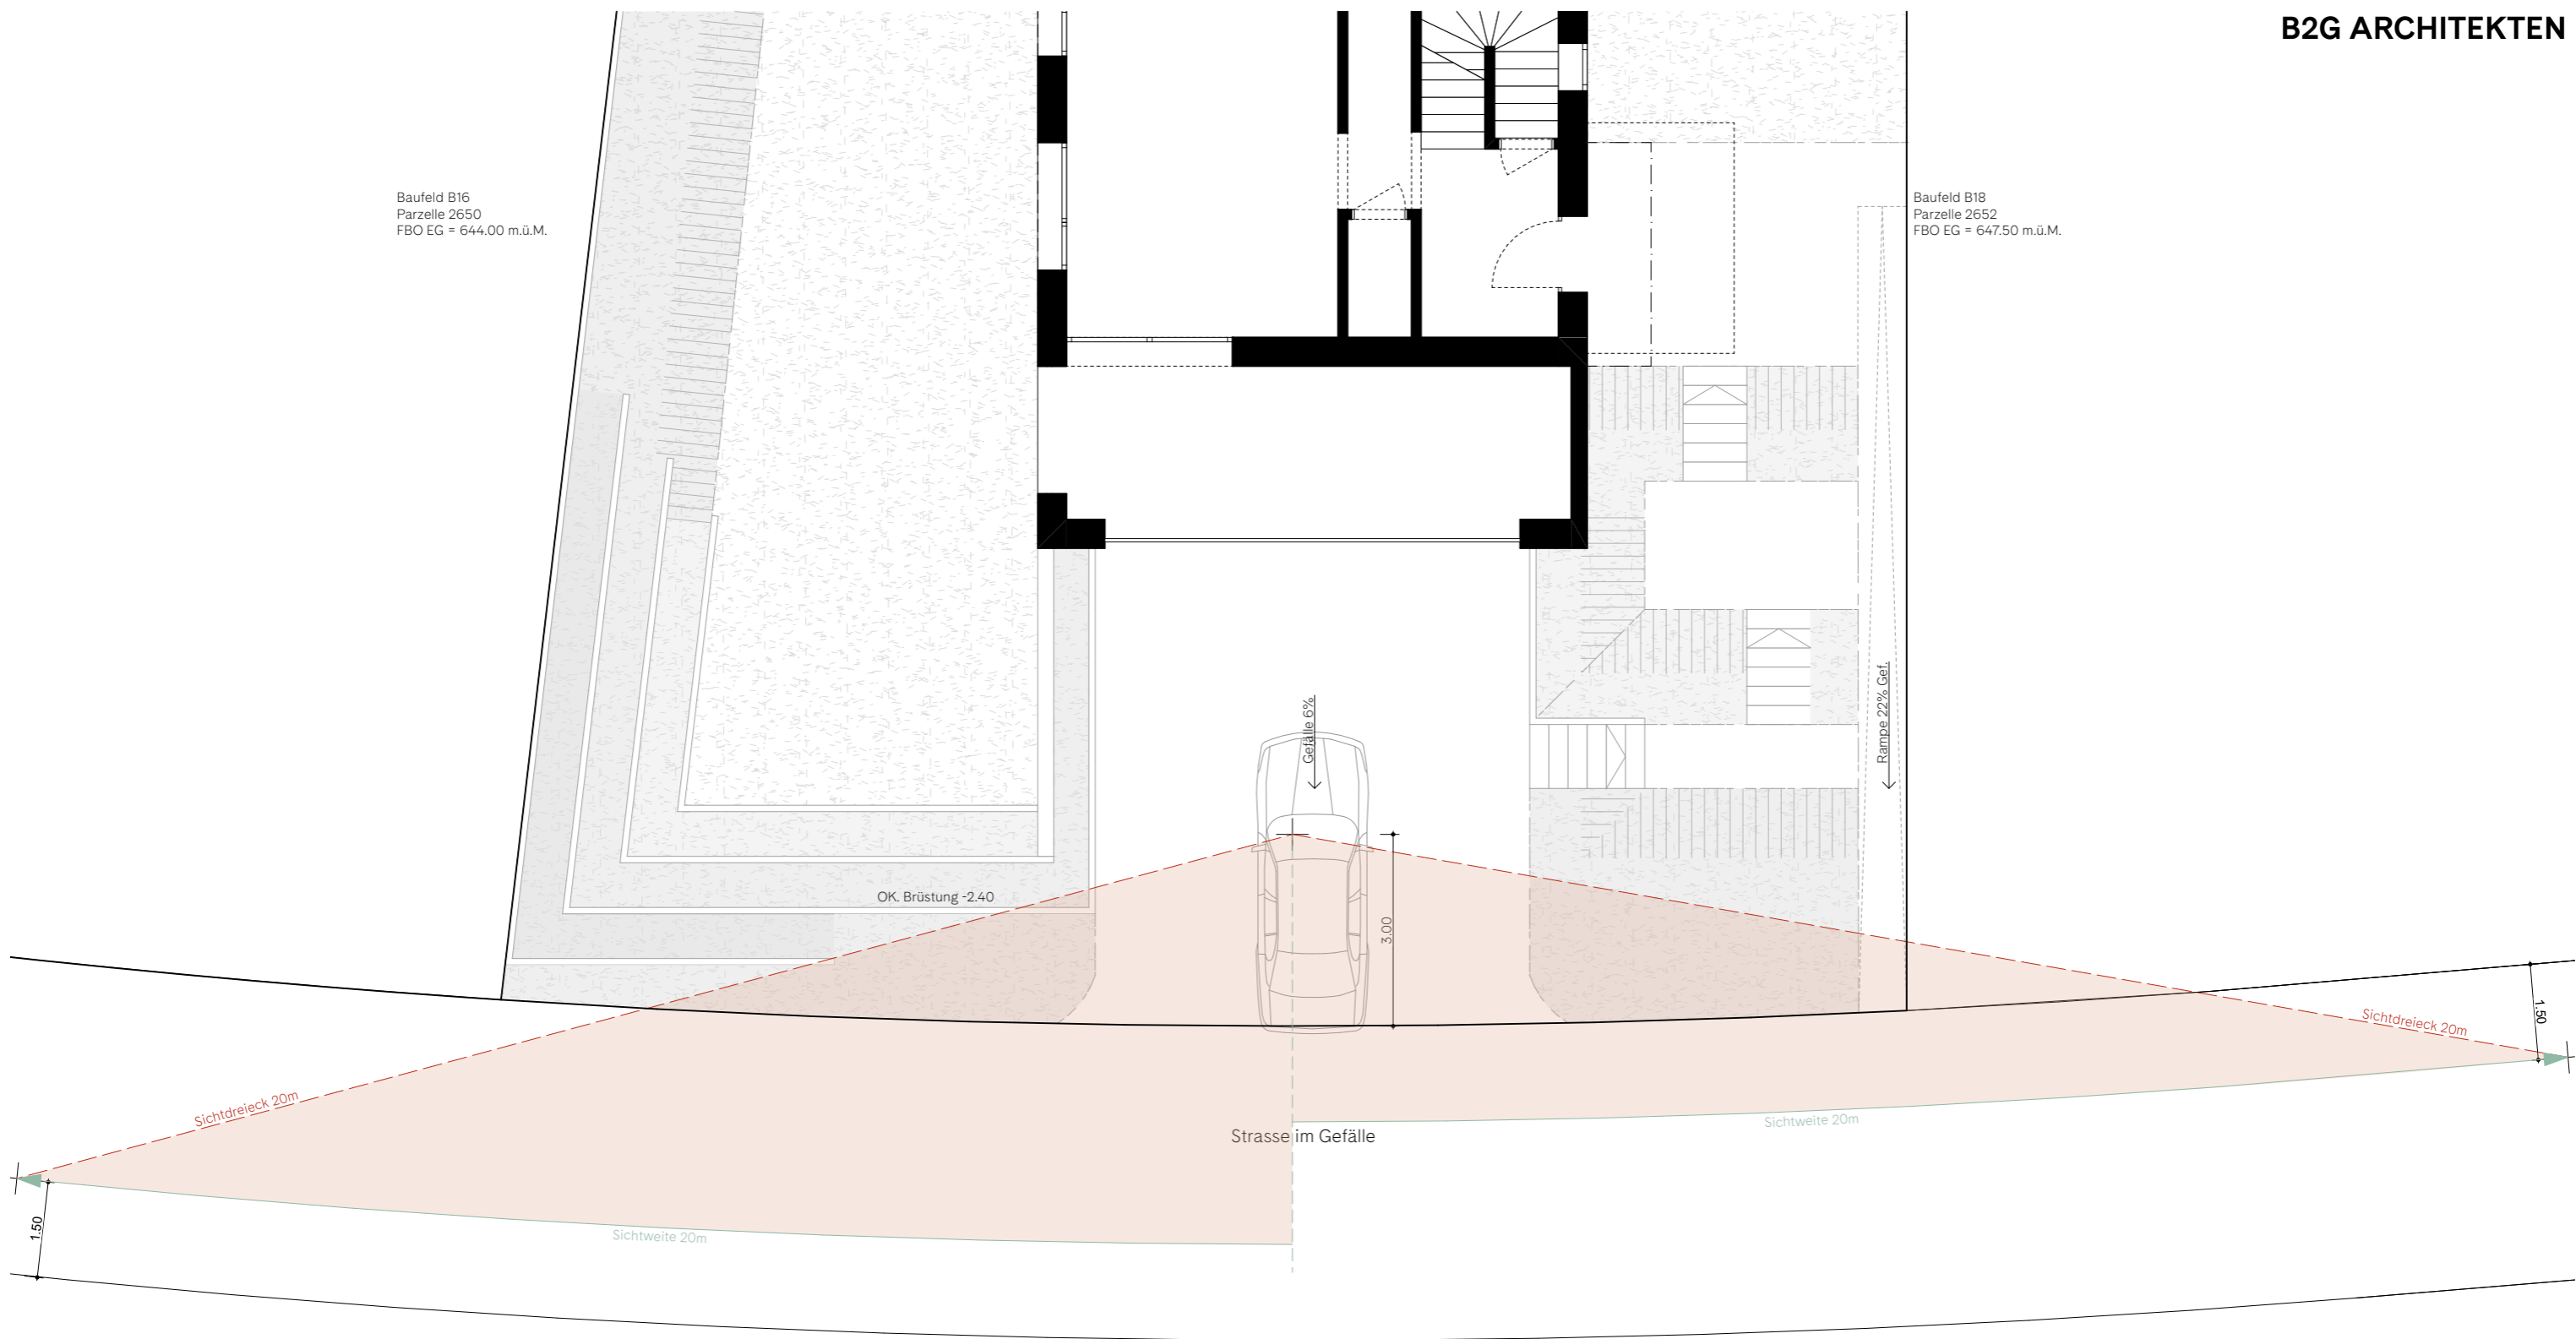 B2G ARCHITEKTEN
Baufeld B16
Parzelle 2650
FBO EG = 644.00 m.ü.M.
Baufeld B18
Parzelle 2652
FBO EG = 647.50 m.ü.M.
Gefälle 6%
Rampe 22% Gef.
OK. Brüstung -2.40
3.00
1.50
Sichtdreieck 20m
Sichtdreieck 20m
Sichtweite 20m
Strasse im Gefälle
1.50
Sichtweite 20m